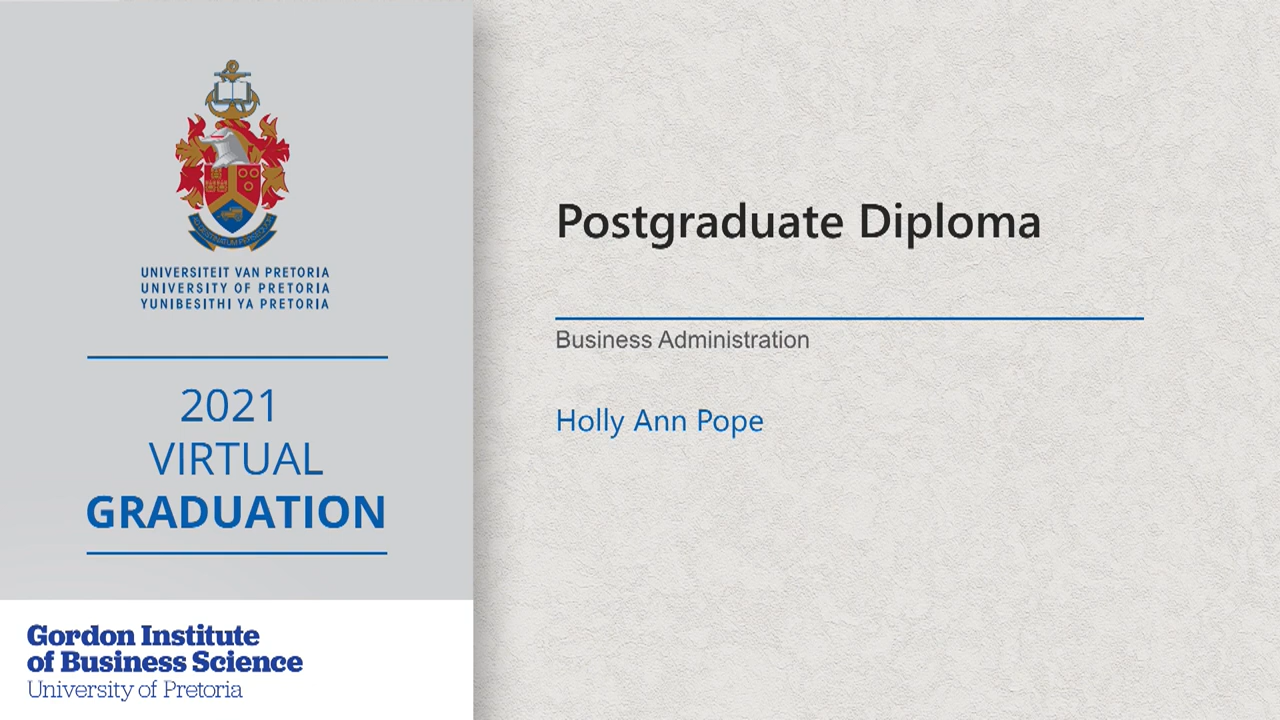 UNIVERSITEIT VAN PRETORIA
UNIVERSITY OF PRETORIA
YUNIBESITHI YA PRETORIA
2021
VIRTUAL
GRADUATION
Gordon Institute
of Business Science
University of Pretoria
Postgraduate Diploma
Business Administration
Holly Ann Pope